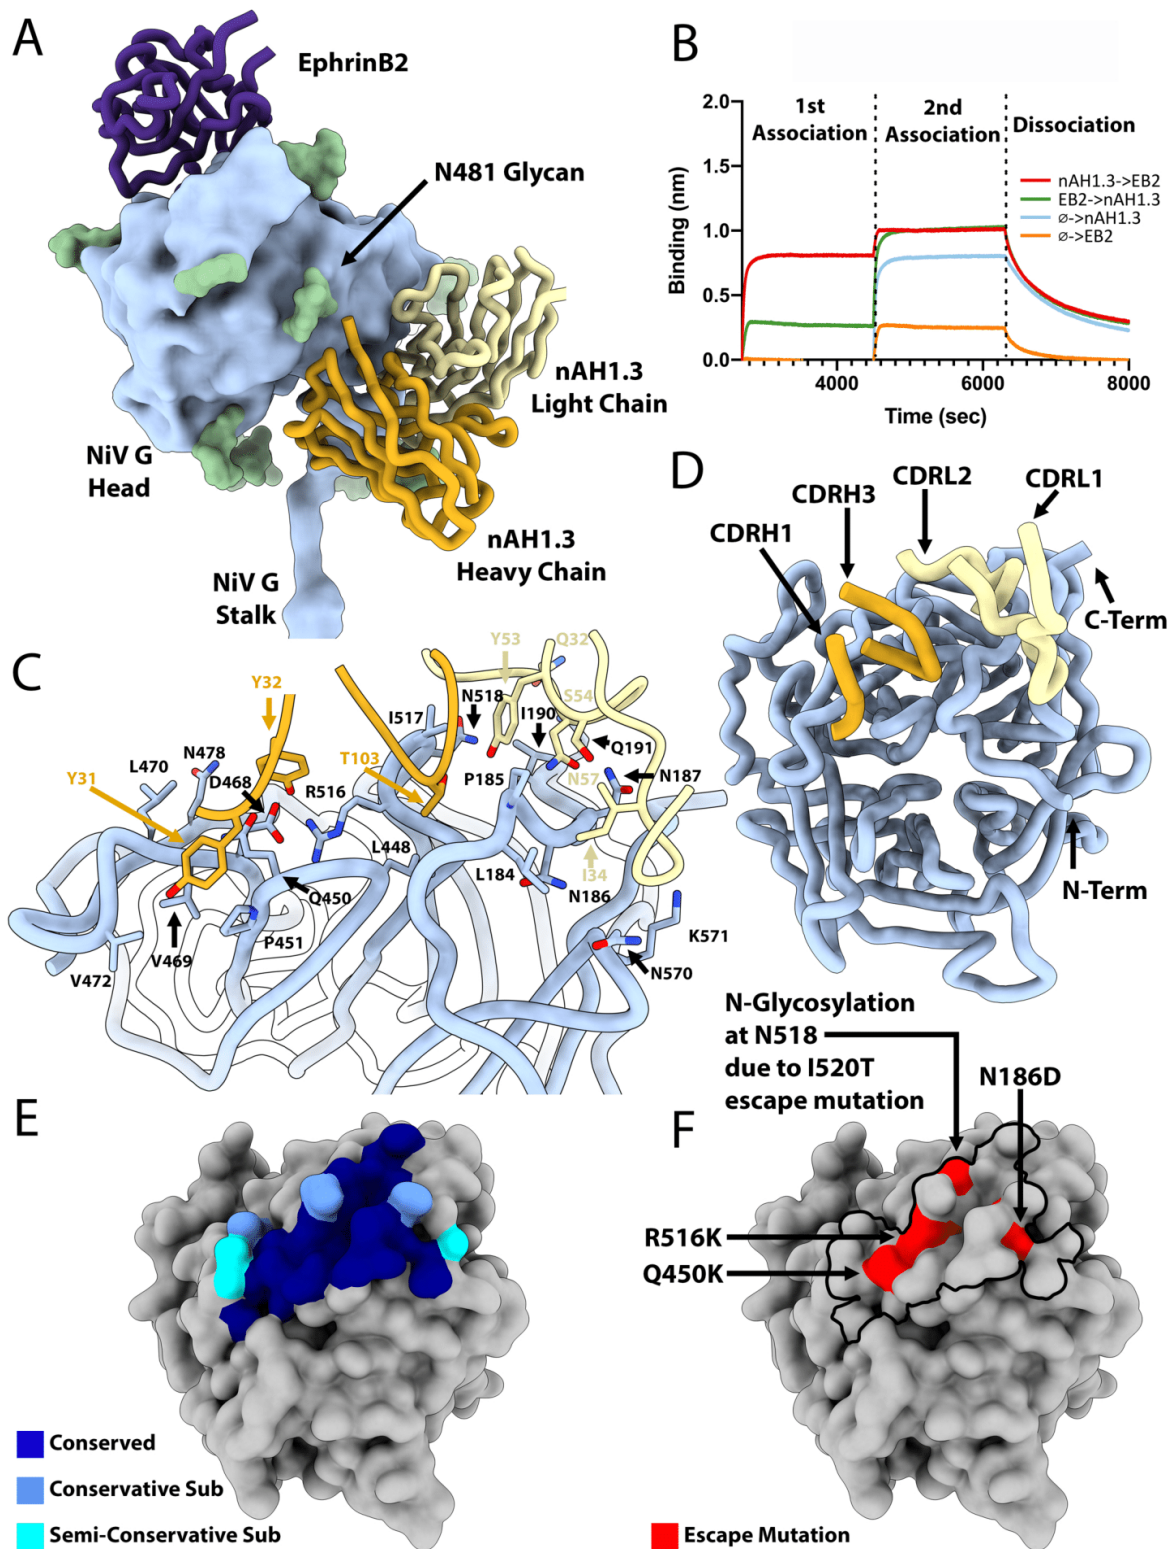 A
EphrinB2
N481 Glycan
nAH1.3
Light Chain
NiV G
Head
nAH1.3
Heavy Chain
NiV G
Stalk
B
1st
Association
2nd
Association
Dissociation
2.0
1.5
1.0
0.5
0.0
Binding (nm)
nAH1.3->EB2
EB2->nAH1.3
ø->nAH1.3
ø->EB2
4000
6000
8000
Time (sec)
C
Y53
Q32
Y32
N518
S54
I517
I190
N478
Q191
L470
T103
D468
P185
N57
N187
Y31
R516
L448
L184
I34
Q450
N186
P451
K571
V469
N570
V472
D
CDRL2
CDRL1
CDRH3
CDRH1
C-Term
N-Term
E
Conserved
Conservative Sub
Semi-Conservative Sub
N-Glycosylation
at N518
due to I520T
escape mutation
N186D
F
R516K
Q450K
Escape Mutation